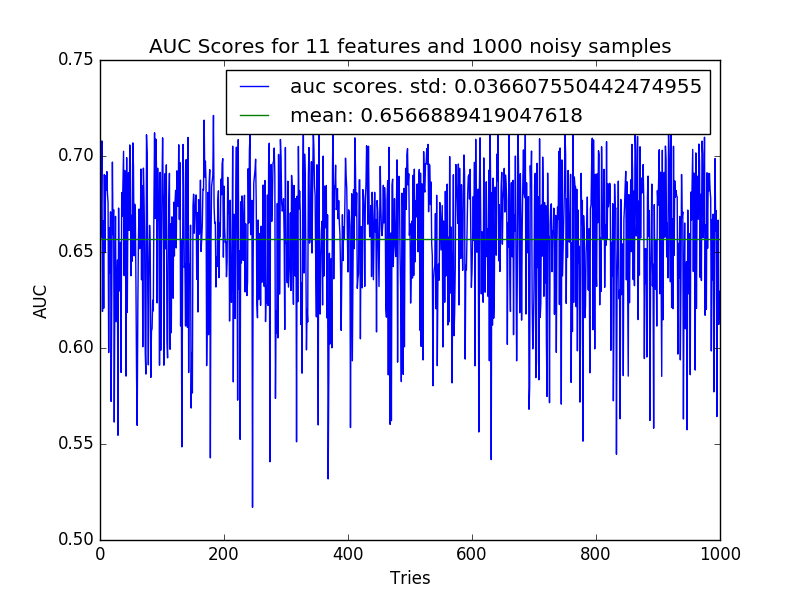 AUC Scores for 11 features and 1000 noisy samples
auc scores. std: 0.036607550442474955
mean: 0.6566889419047618
0.75
0.70
0.65
0.60
0.55
0.50
AUC
0 200 400 600 800 1000
Tries